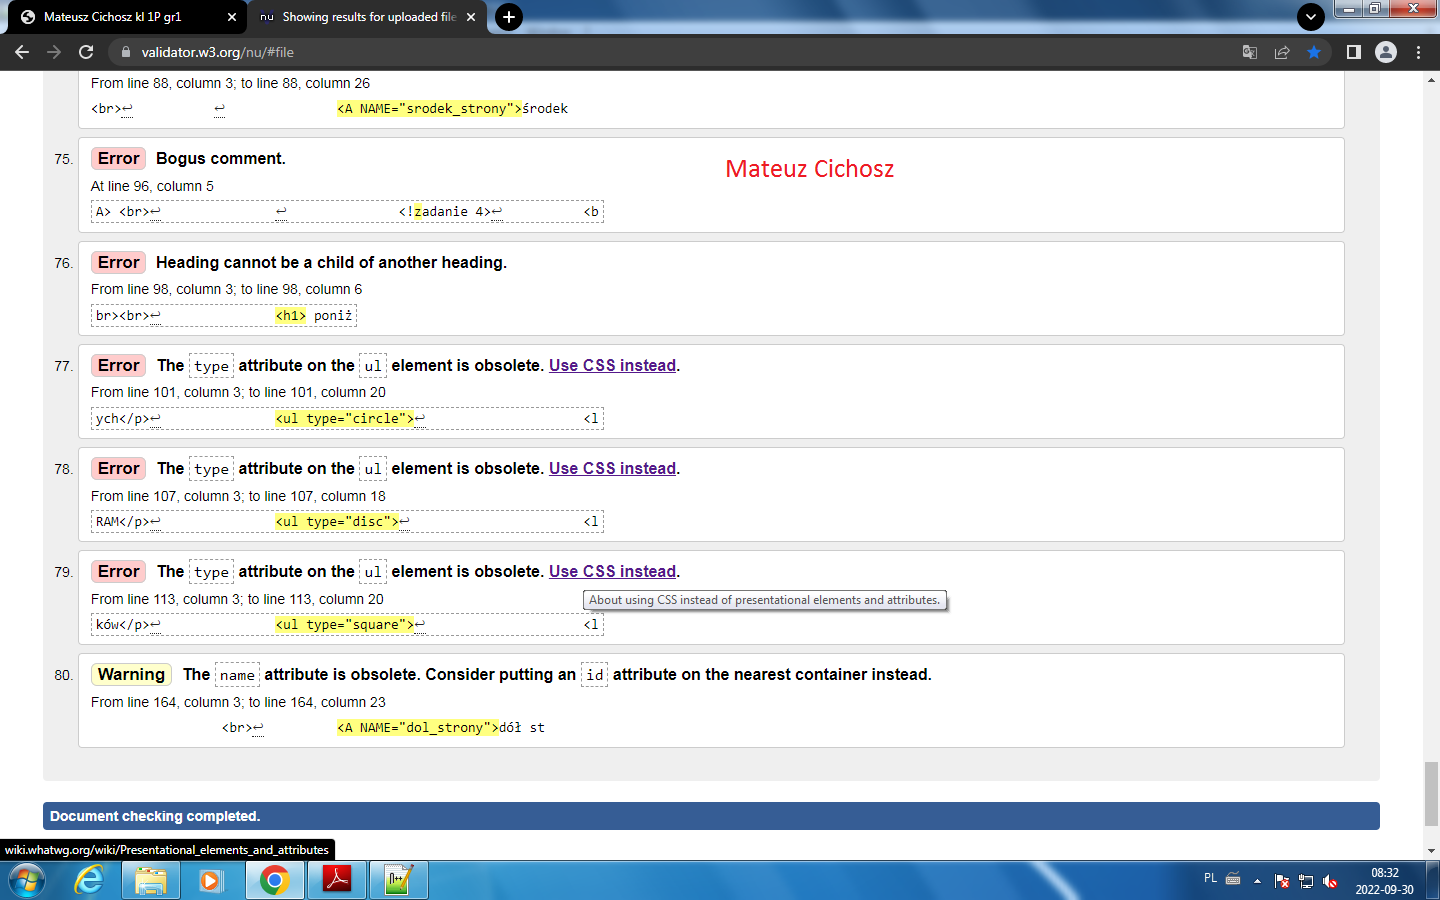 Mateusz Cichosz kl 1P gr1
nu Showing results for uploaded file
validator.w3.org/nu/#file
From line 88, column 3; to line 88, column 26
<br>↩ ↩ <A NAME="srodek_strony">środek
75. Error Bogus comment.
Mateuz Cichosz
At line 96, column 5
A> <br>↩ ↩ <!zadanie 4>↩ <b
76. Error Heading cannot be a child of another heading.
From line 98, column 3; to line 98, column 6
br><br>↩ <h1> poniż
77. Error The type attribute on the ul element is obsolete. Use CSS instead.
From line 101, column 3; to line 101, column 20
ych</p>↩ <ul type="circle">↩ <l
78. Error The type attribute on the ul element is obsolete. Use CSS instead.
From line 107, column 3; to line 107, column 18
RAM</p>↩ <ul type="disc">↩ <l
79. Error The type attribute on the ul element is obsolete. Use CSS instead.
From line 113, column 3; to line 113, column 20
About using CSS instead of presentational elements and attributes.
ków</p>↩ <ul type="square">↩ <l
80. Warning The name attribute is obsolete. Consider putting an id attribute on the nearest container instead.
From line 164, column 3; to line 164, column 23
<br>↩ <A NAME="dol_strony">dół st
Document checking completed.
wiki.whatwg.org/wiki/Presentational_elements_and_attributes
PL
08:32
2022-09-30